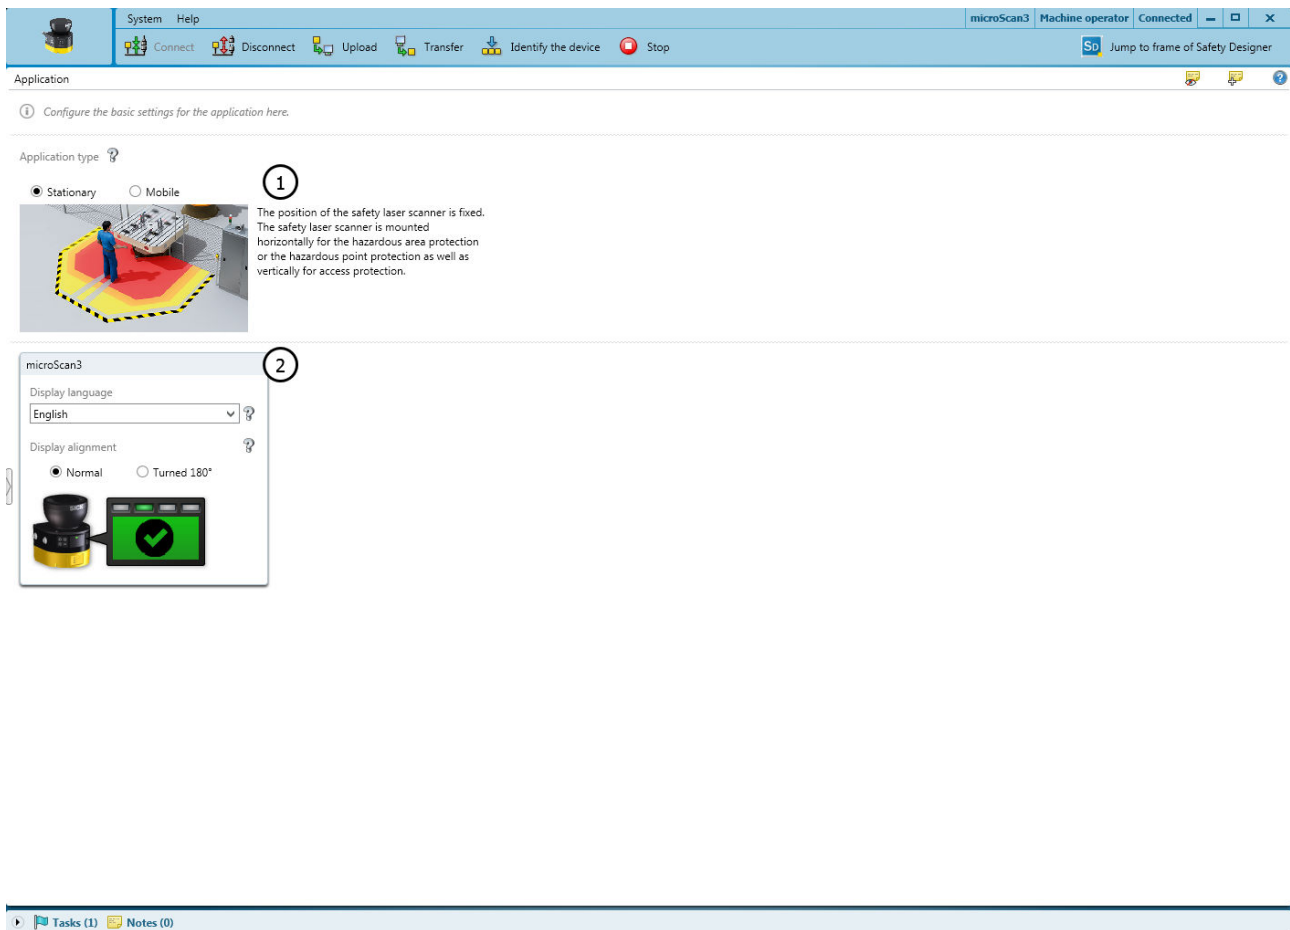 System Help
microScan3 Machine operator Connected
Connect Disconnect Upload Transfer Identify the device Stop
SD Jump to frame of Safety Designer
Application
Configure the basic settings for the application here.
Application type
1
Stationary Mobile
The position of the safety laser scanner is fixed.
The safety laser scanner is mounted
horizontally for the hazardous area protection
or the hazardous point protection as well as
vertically for access protection.
microScan3
2
Display language
English
Display alignment
Normal Turned 180°
SICK
Tasks (1) Notes (0)